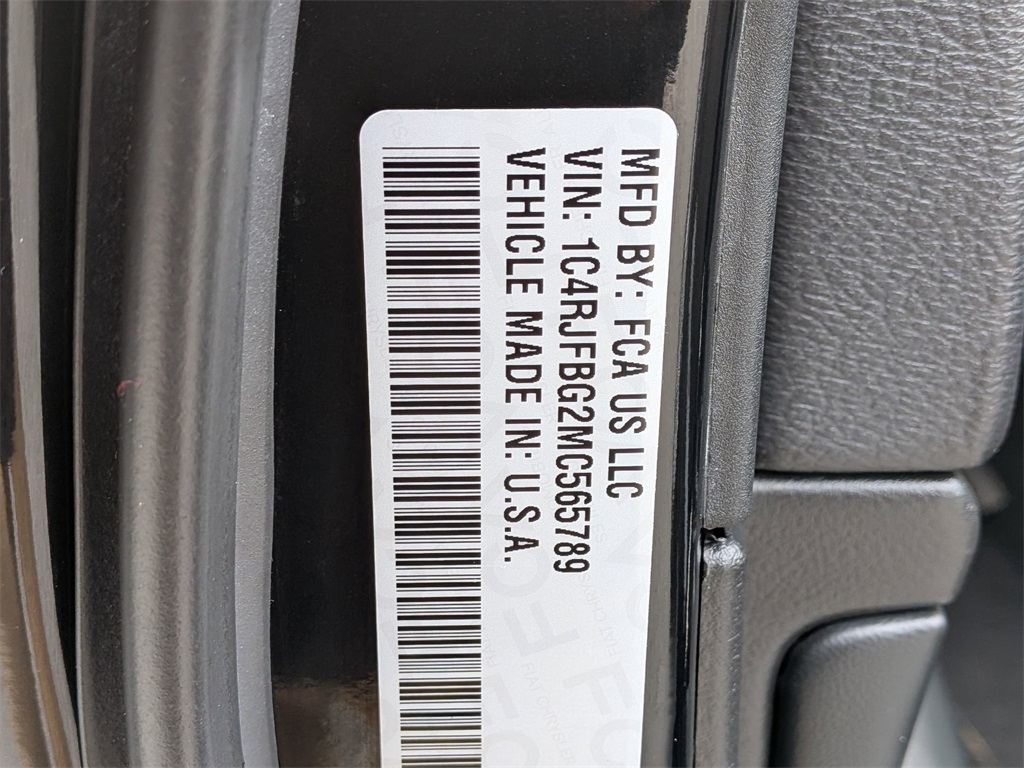 MFD BY: FCA US LLC
VIN: 1C4RJFBG2MC565789
VEHICLE MADE IN: U.S.A.